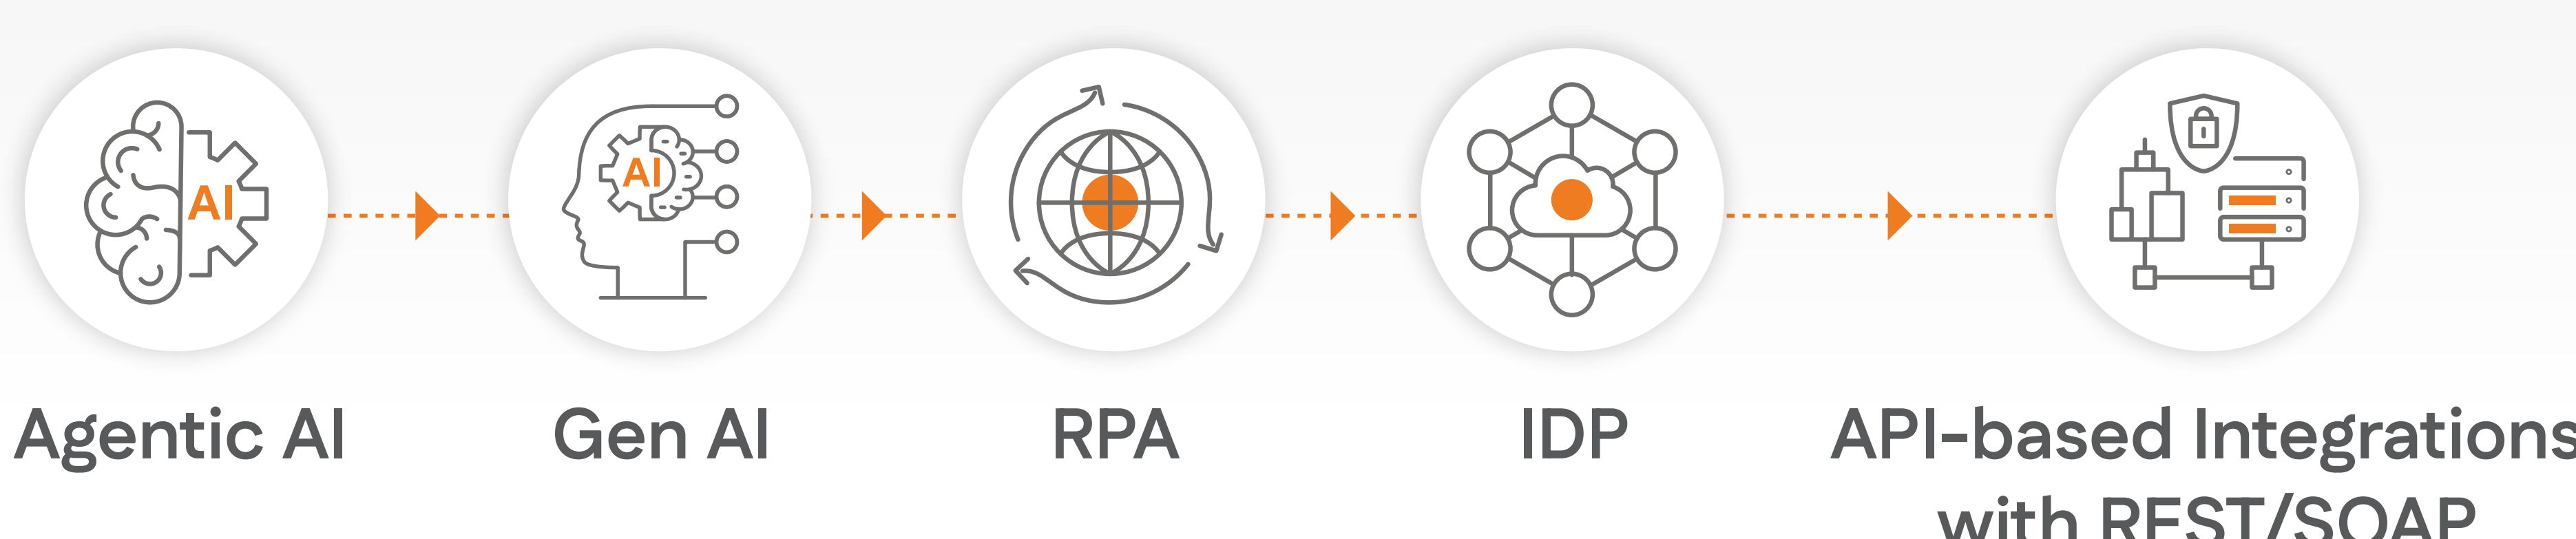 AI
AI
Agentic AI
Gen AI
RPA
IDP
API-based Integrations
with REST/SOAP